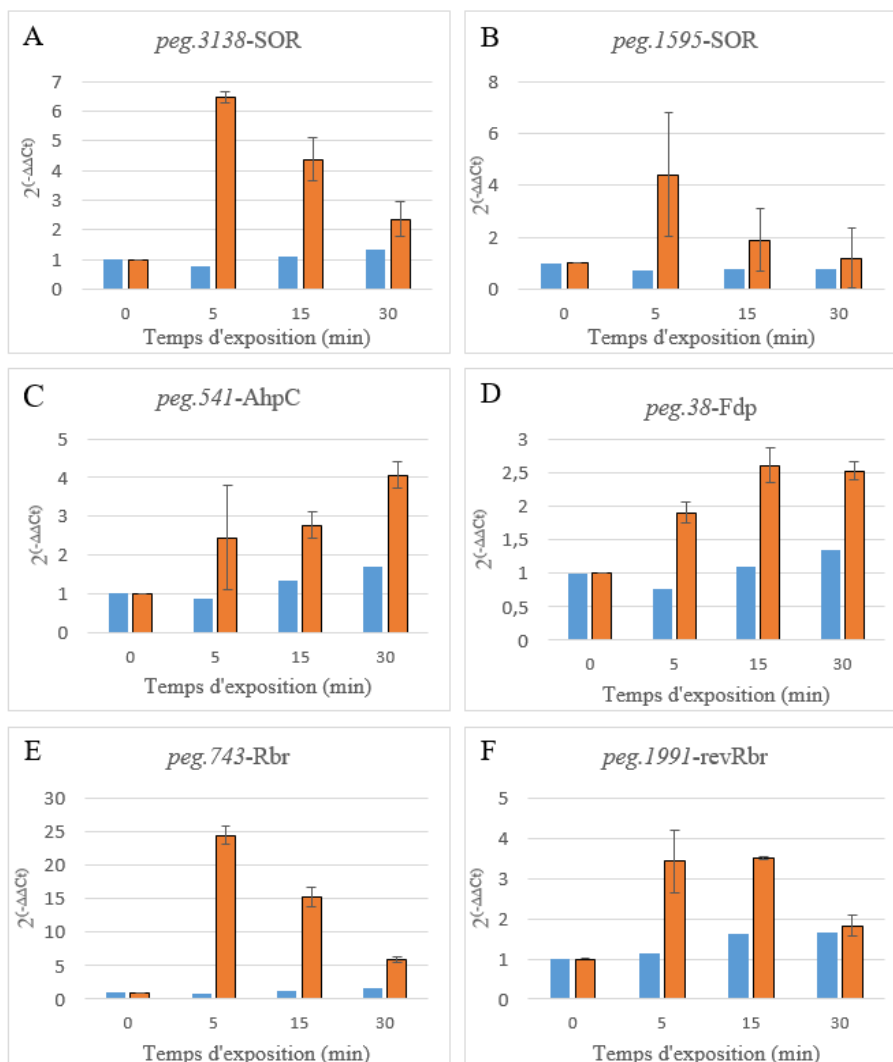 A
peg.3138-SOR
7
6
5
4
3
2
1
0
2^(-ΔΔCt)
0 5 15 30
Temps d'exposition (min)
B
peg.1595-SOR
8
6
4
2
0
2^(-ΔΔCt)
0 5 15 30
Temps d'exposition (min)
C
peg.541-AhpC
5
4
3
2
1
0
2^(-ΔΔCt)
0 5 15 30
Temps d'exposition (min)
D
peg.38-Fdp
3
2,5
2
1,5
1
0,5
0
2^(-ΔΔCt)
0 5 15 30
Temps d'exposition (min)
E
peg.743-Rbr
30
25
20
15
10
5
0
2^(-ΔΔCt)
0 5 15 30
Temps d'exposition (min)
F
peg.1991-revRbr
5
4
3
2
1
0
2^(-ΔΔCt)
0 5 15 30
Temps d'exposition (min)